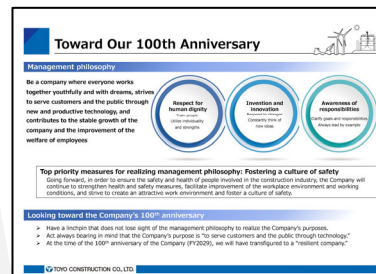 Toward Our 100th Anniversary
Management philosophy
Be a company where everyone works
together youthfully and with dreams, strives
to serve customers and the public through
new and productive technology, and
contributes to the stable growth of the
company and the improvement of the
welfare of employees
Respect for
human dignity
Train people
Utilize individuality
and strengths
Invention and
innovation
Respond to changes
Constantly think of
new ideas
Awareness of
responsibilities
Clarify goals and responsibilities
Always lead by example
Top priority measures for realizing management philosophy: Fostering a culture of safety
Going forward, in order to ensure the safety and health of people involved in the construction industry, the Company will
continue to strengthen health and safety measures, facilitate improvement of the workplace environment and working
conditions, and strive to create an attractive work environment and foster a culture of safety.
Looking toward the Company's 100th anniversary
➢ Have a linchpin that does not lose sight of the management philosophy to realize the Company's purposes.
➢ Act always bearing in mind that the Company's purpose is "to serve customers and the public through technology."
➢ At the time of the 100th anniversary of the Company (FY2029), we will have transformed to a "resilient company."
TOYO CONSTRUCTION CO., LTD.